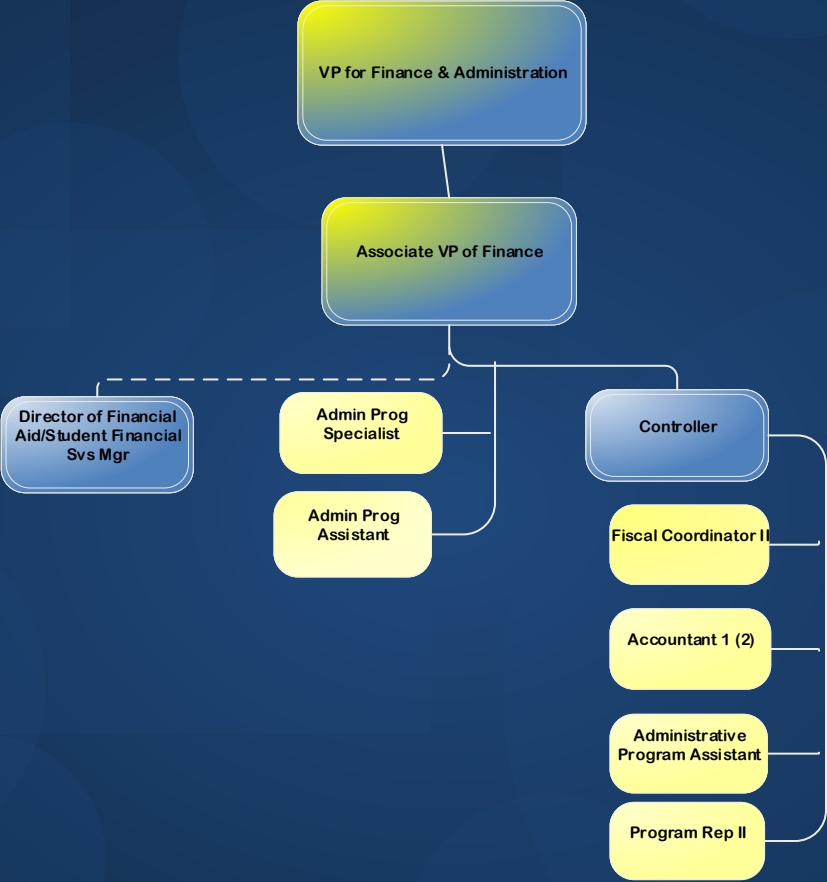 VP for Finance & Administration
Associate VP of Finance
Director of Financial
Aid/Student Financial
Svs Mgr
Admin Prog
Specialist
Controller
Admin Prog
Assistant
Fiscal Coordinator II
Accountant 1 (2)
Administrative
Program Assistant
Program Rep II